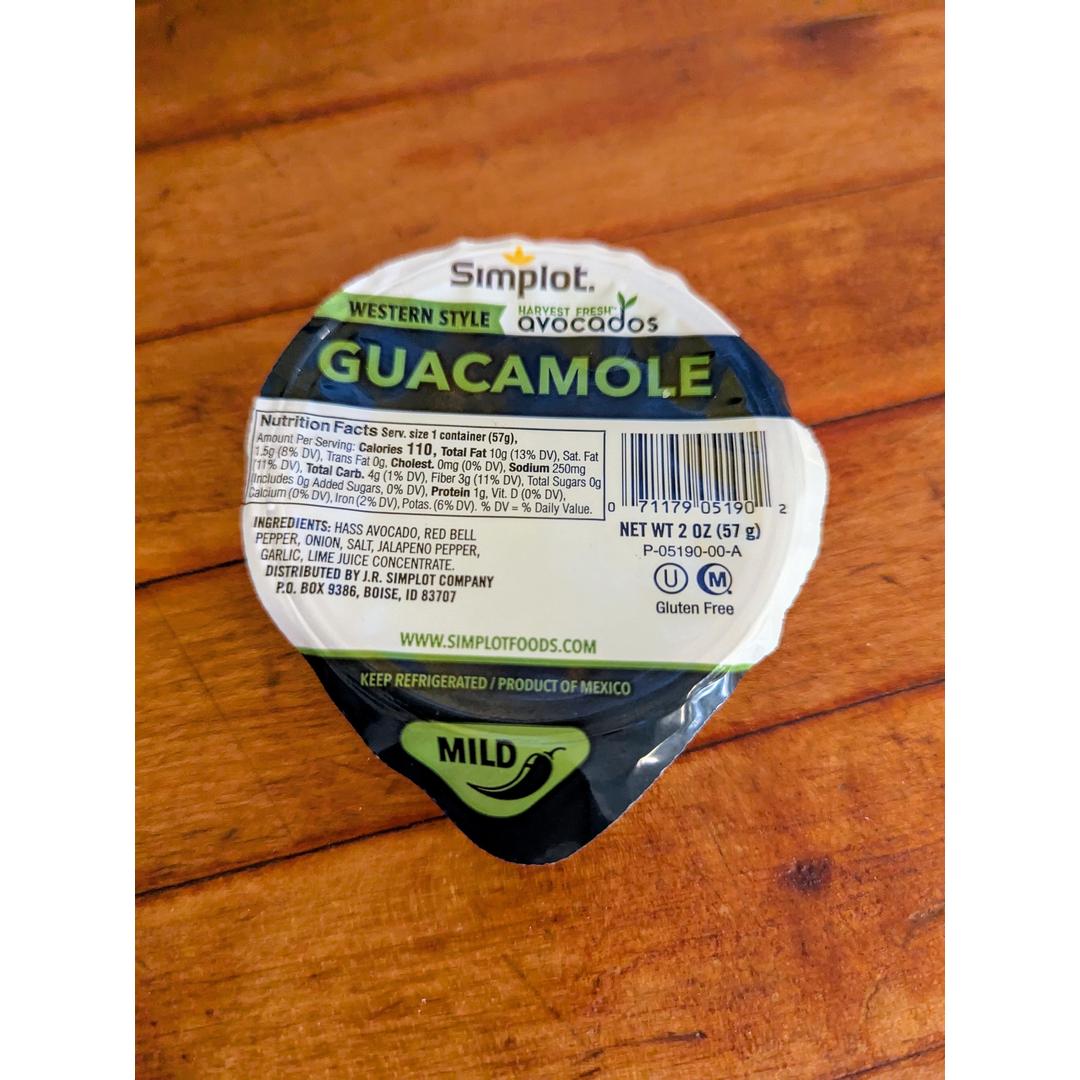 Simplot.
WESTERN STYLE
HARVEST FRESH™
avocados
GUACAMOLE
Nutrition Facts Serv. size 1 container (57g),
Amount Per Serving: Calories 110, Total Fat 10g (13% DV), Sat. Fat
1.5g (8% DV), Trans Fat 0g, Cholest. 0mg (0% DV), Sodium 250mg
(11% DV), Total Carb. 4g (1% DV), Fiber 3g (11% DV), Total Sugars 0g
(Includes 0g Added Sugars, 0% DV), Protein 1g, Vit. D (0% DV),
Calcium (0% DV), Iron (2% DV), Potas. (6% DV). % DV = % Daily Value.
0 71179 05190 2
INGREDIENTS: HASS AVOCADO, RED BELL
PEPPER, ONION, SALT, JALAPENO PEPPER,
GARLIC, LIME JUICE CONCENTRATE.
DISTRIBUTED BY J.R. SIMPLOT COMPANY
P.O. BOX 9386, BOISE, ID 83707
NET WT 2 OZ (57 g)
P-05190-00-A
U M
Gluten Free
WWW.SIMPLOTFOODS.COM
KEEP REFRIGERATED / PRODUCT OF MEXICO
MILD